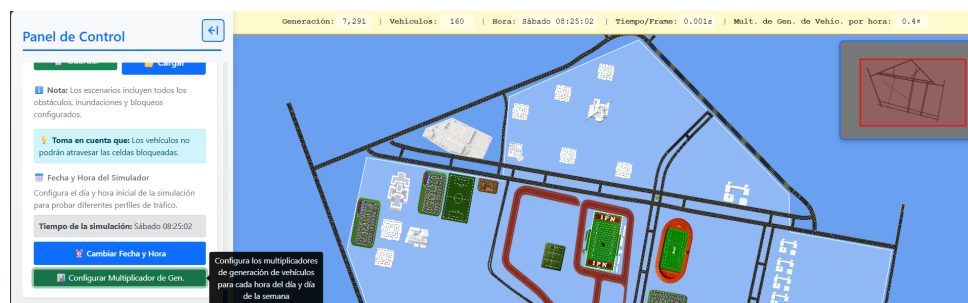 Generación: 7,291 | Vehículos: 160 | Hora: Sábado 08:25:02 | Tiempo/Frame: 0.001s | Mult. de Gen. de Vehíc. por hora: 0.4×
Panel de Control
Guardar
Cargar
Nota: Los escenarios incluyen todos los
obstáculos, inundaciones y bloqueos
configurados.
Toma en cuenta que: Los vehículos no
podrán atravesar las celdas bloqueadas.
Fecha y Hora del Simulador
Configura el día y hora inicial de la simulación
para probar diferentes perfiles de tráfico.
Tiempo de la simulación: Sábado 08:25:02
Cambiar Fecha y Hora
Configurar Multiplicador de Gen.
Configura los multiplicadores
de generación de vehículos
para cada hora del día y día
de la semana
IPN
IPN